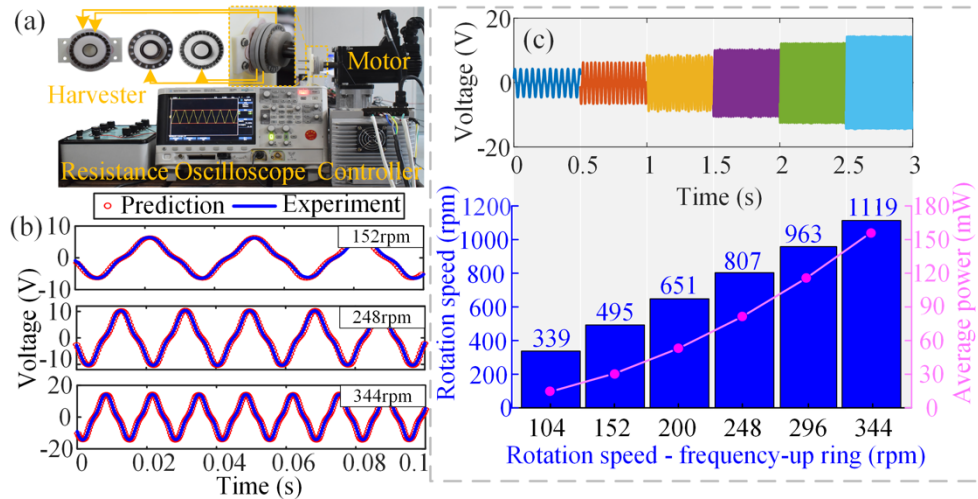 (a)
Harvester
Motor
Resistance Oscilloscope Controller
Prediction Experiment
(b)
Voltage (V)
10
0
-10
152rpm
10
0
-10
248rpm
20
0
-20
344rpm
0 0.02 0.04 0.06 0.08 0.1
Time (s)
(c)
Voltage (V)
20
0
-20
0 0.5 1 1.5 2 2.5 3
Time (s)
Rotation speed (rpm)
1200
1000
800
600
400
200
0
339 495 651 807 963 1119
180
150
120
90
60
30
0
Average power (mW)
104 152 200 248 296 344
Rotation speed - frequency-up ring (rpm)